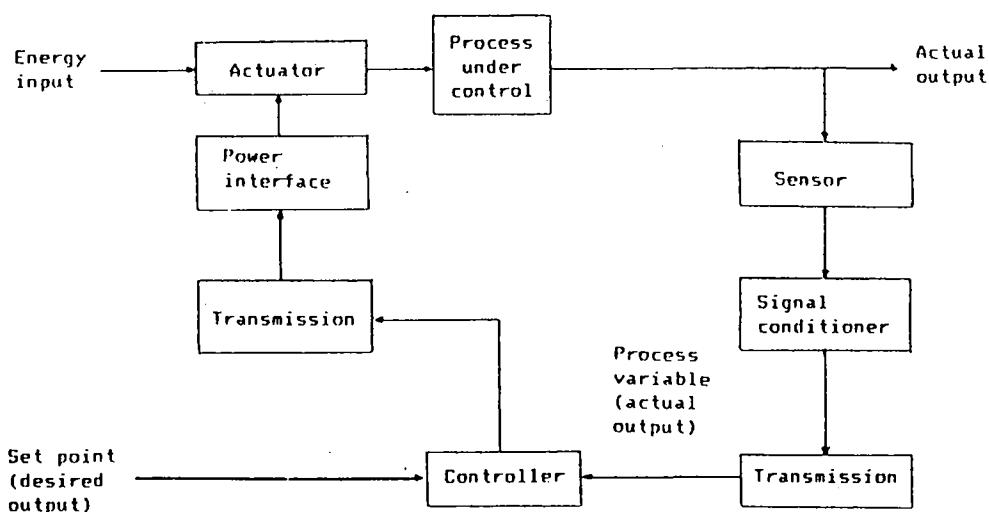 Energy
input
Actuator
Process
under
control
Actual
output
Power
interface
Sensor
Transmission
Signal
conditioner
Process
variable
(actual
output)
Set point
(desired
output)
Controller
Transmission